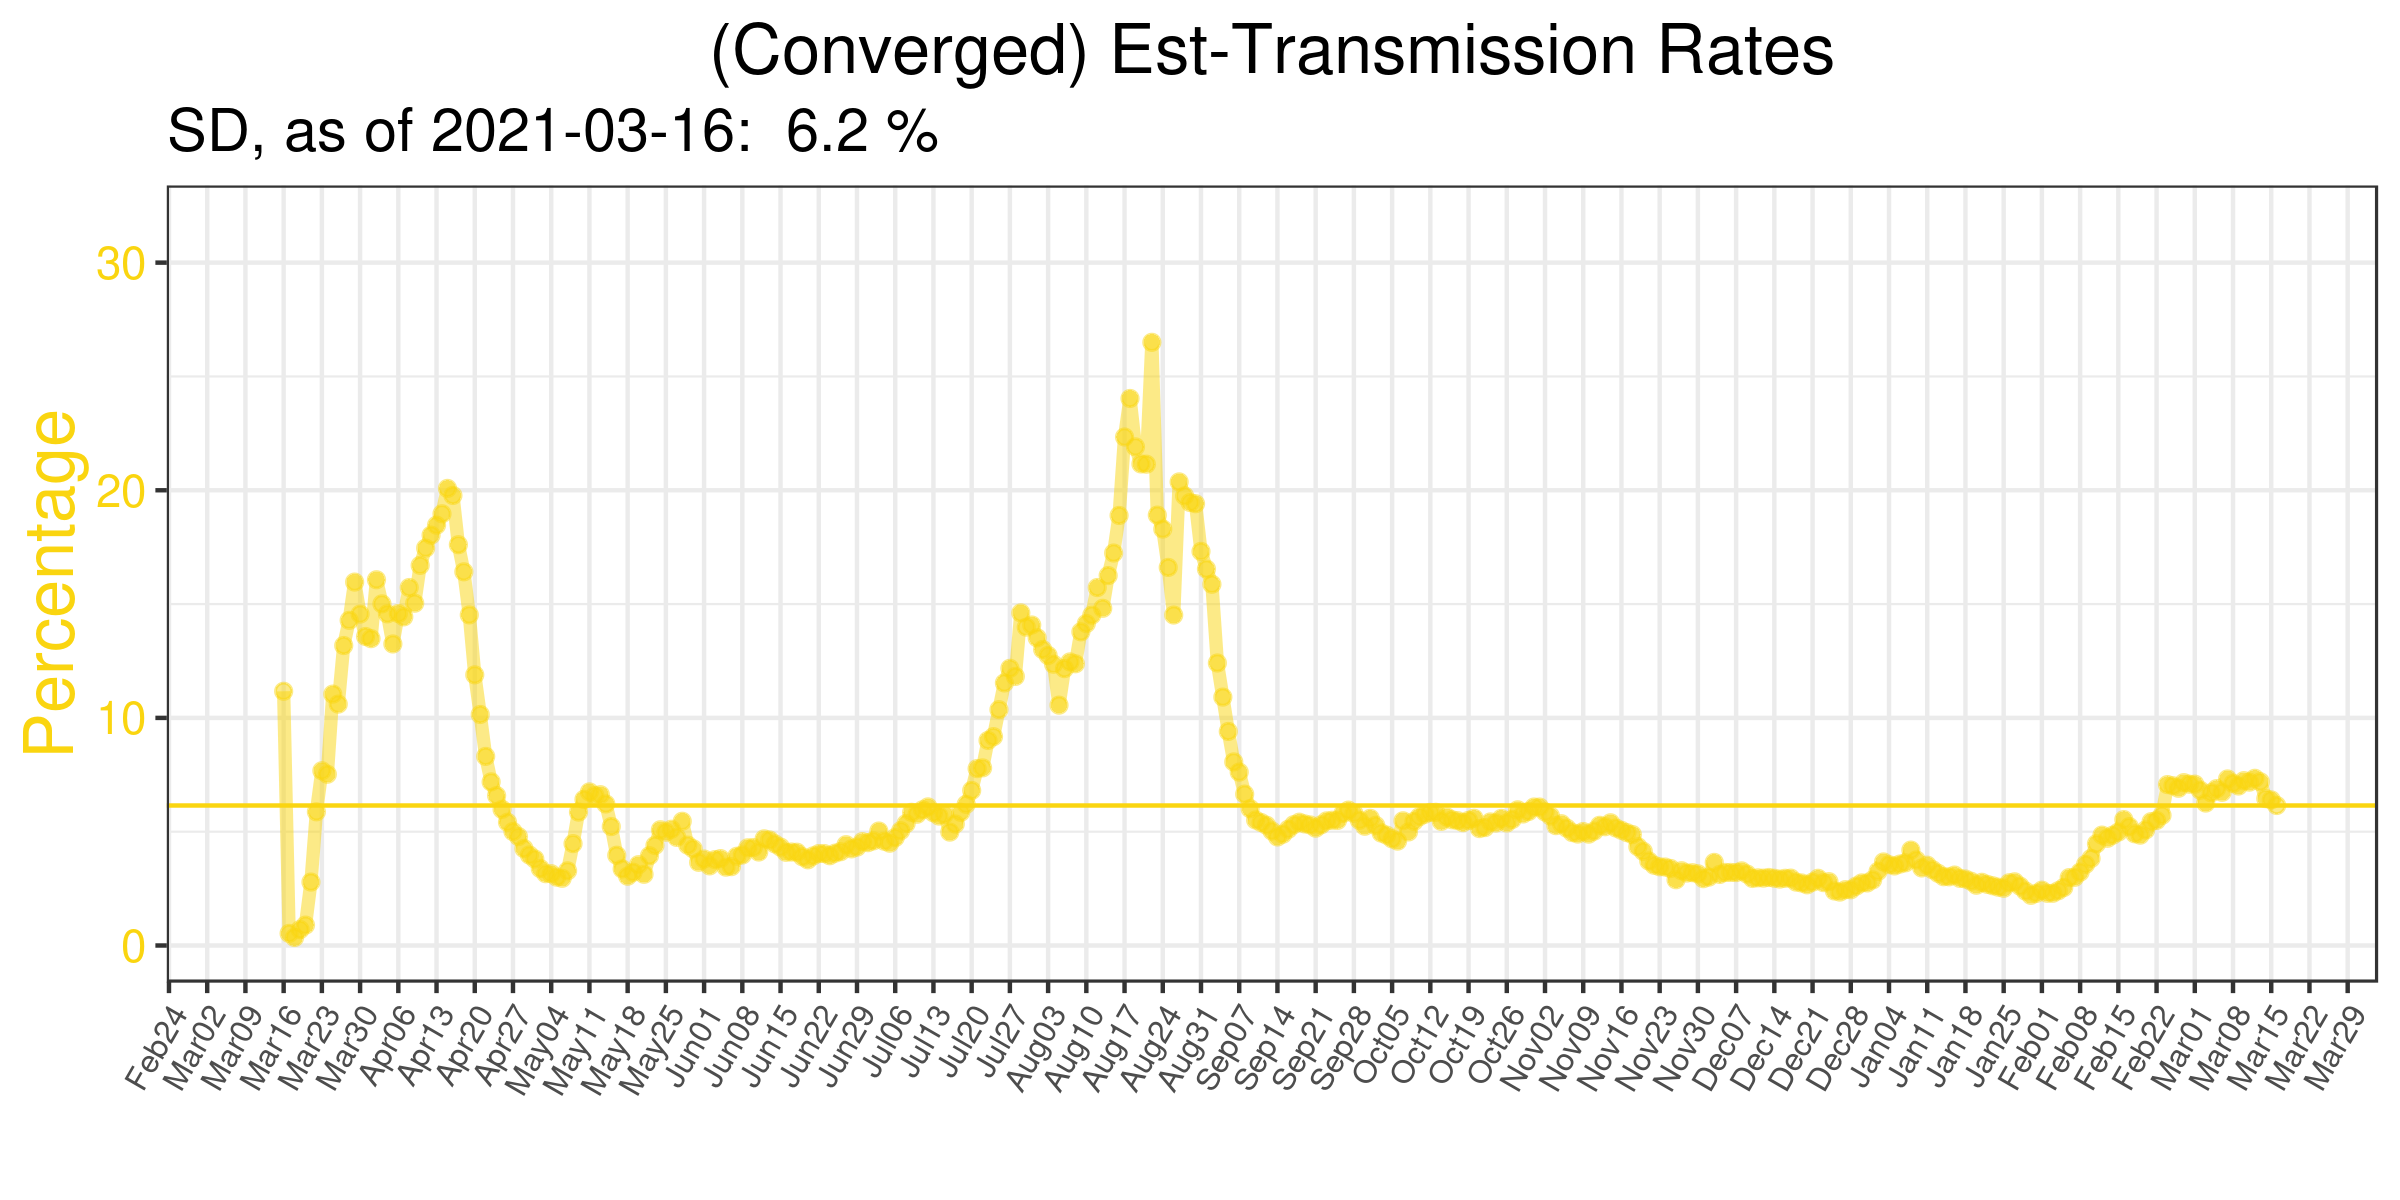 (Converged) Est-Transmission Rates
SD, as of 2021-03-16:  6.2 %
Percentage
30
20
10
0
Feb24
Mar02
Mar09
Mar16
Mar23
Mar30
Apr06
Apr13
Apr20
Apr27
May04
May11
May18
May25
Jun01
Jun08
Jun15
Jun22
Jun29
Jul06
Jul13
Jul20
Jul27
Aug03
Aug10
Aug17
Aug24
Aug31
Sep07
Sep14
Sep21
Sep28
Oct05
Oct12
Oct19
Oct26
Nov02
Nov09
Nov16
Nov23
Nov30
Dec07
Dec14
Dec21
Dec28
Jan04
Jan11
Jan18
Jan25
Feb01
Feb08
Feb15
Feb22
Mar01
Mar08
Mar15
Mar22
Mar29